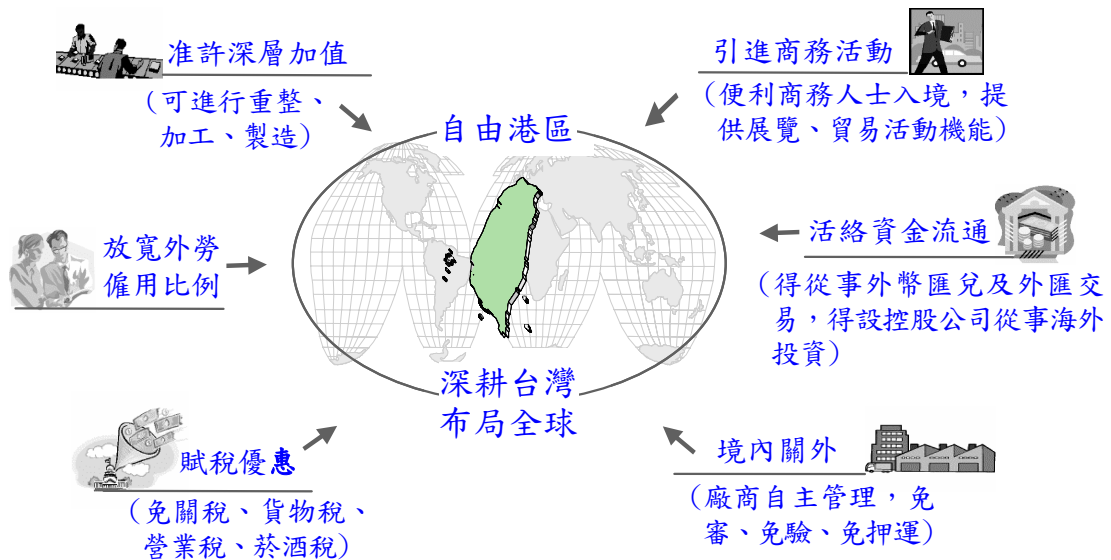 准許深層加值
(可進行重整、
加工、製造)
引進商務活動
(便利商務人士入境，提
供展覽、貿易活動機能)
自由港區
放寬外勞
僱用比例
活絡資金流通
(得從事外幣匯兌及外匯交
易，得設控股公司從事海外
投資)
深耕台灣
布局全球
賦稅優惠
(免關稅、貨物稅、
營業稅、菸酒稅)
境內關外
(廠商自主管理，免
審、免驗、免押運)